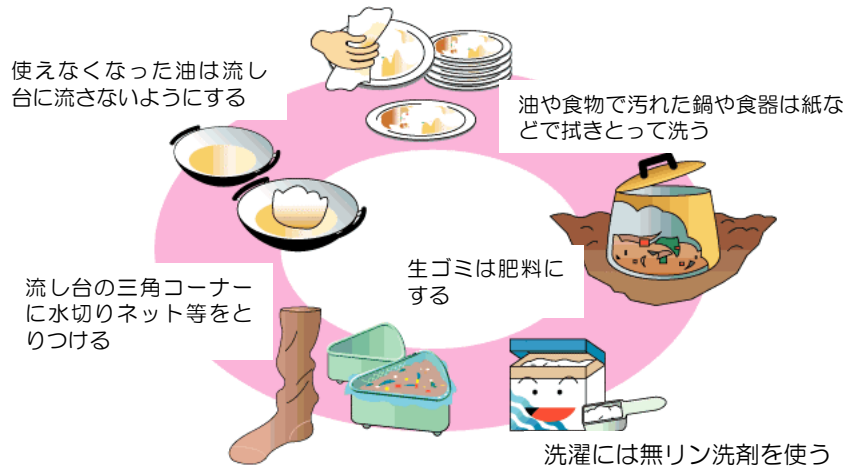 使えなくなった油は流し
台に流さないようにする
油や食物で汚れた鍋や食器は紙な
どで拭きとって洗う
生ゴミは肥料に
する
流し台の三角コーナー
に水切りネット等をと
りつける
洗濯には無リン洗剤を使う